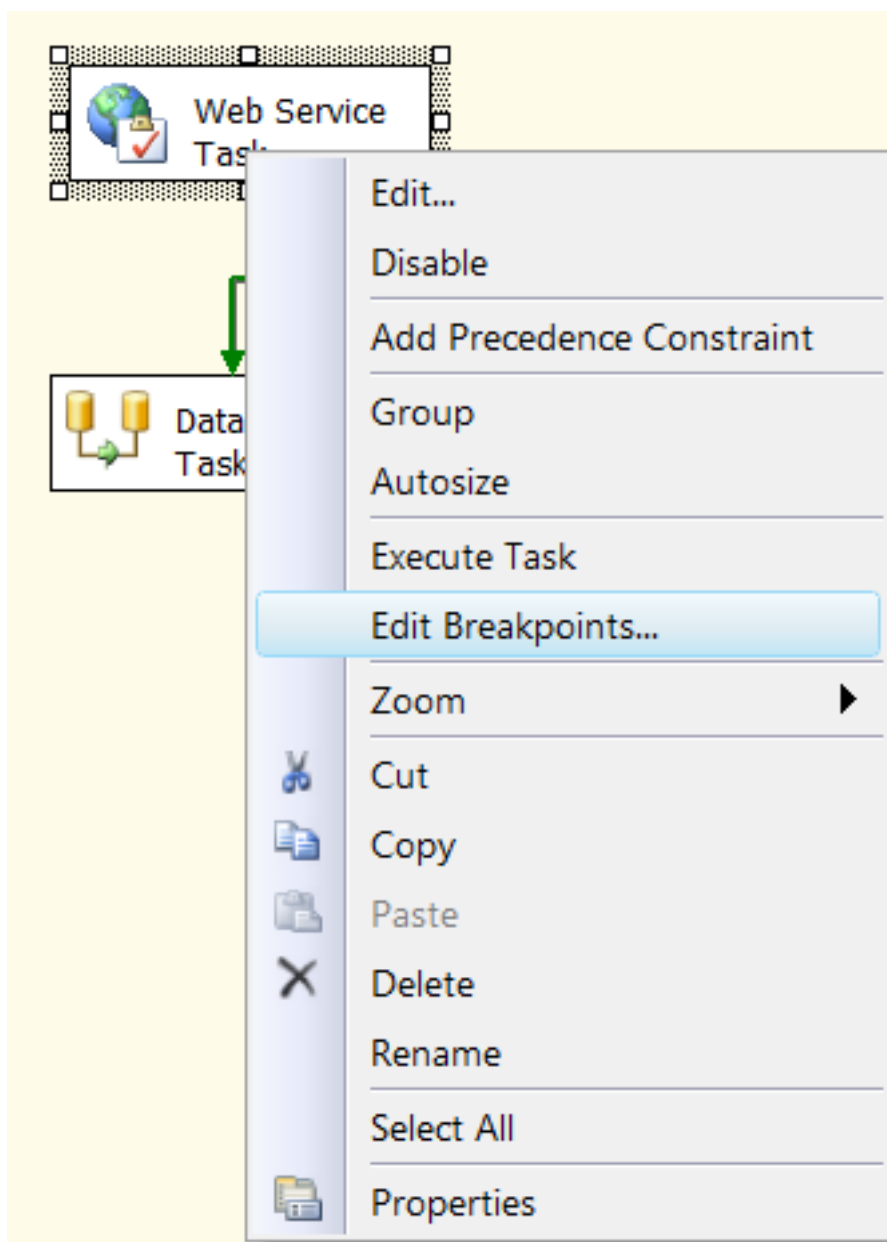 Web Service
Task
Edit...
Disable
Add Precedence Constraint
Data
Task
Group
Autosize
Execute Task
Edit Breakpoints...
Zoom
Cut
Copy
Paste
Delete
Rename
Select All
Properties